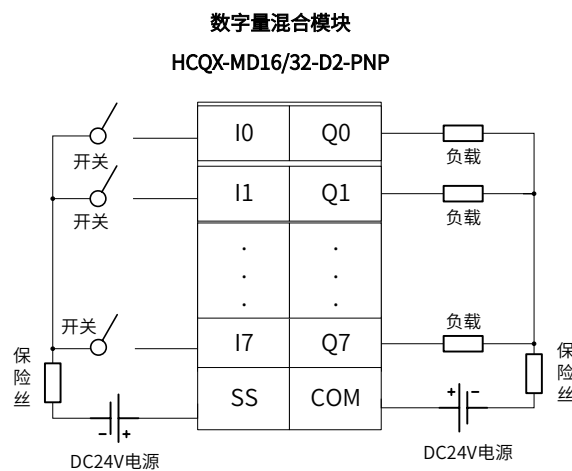 数字量混合模块
HCQX-MD16/32-D2-PNP
I0 Q0
开关 负载
I1 Q1
开关 负载
开关 负载
I7 Q7
保险丝 保险丝
SS COM
+ −
− +
DC24V电源 DC24V电源